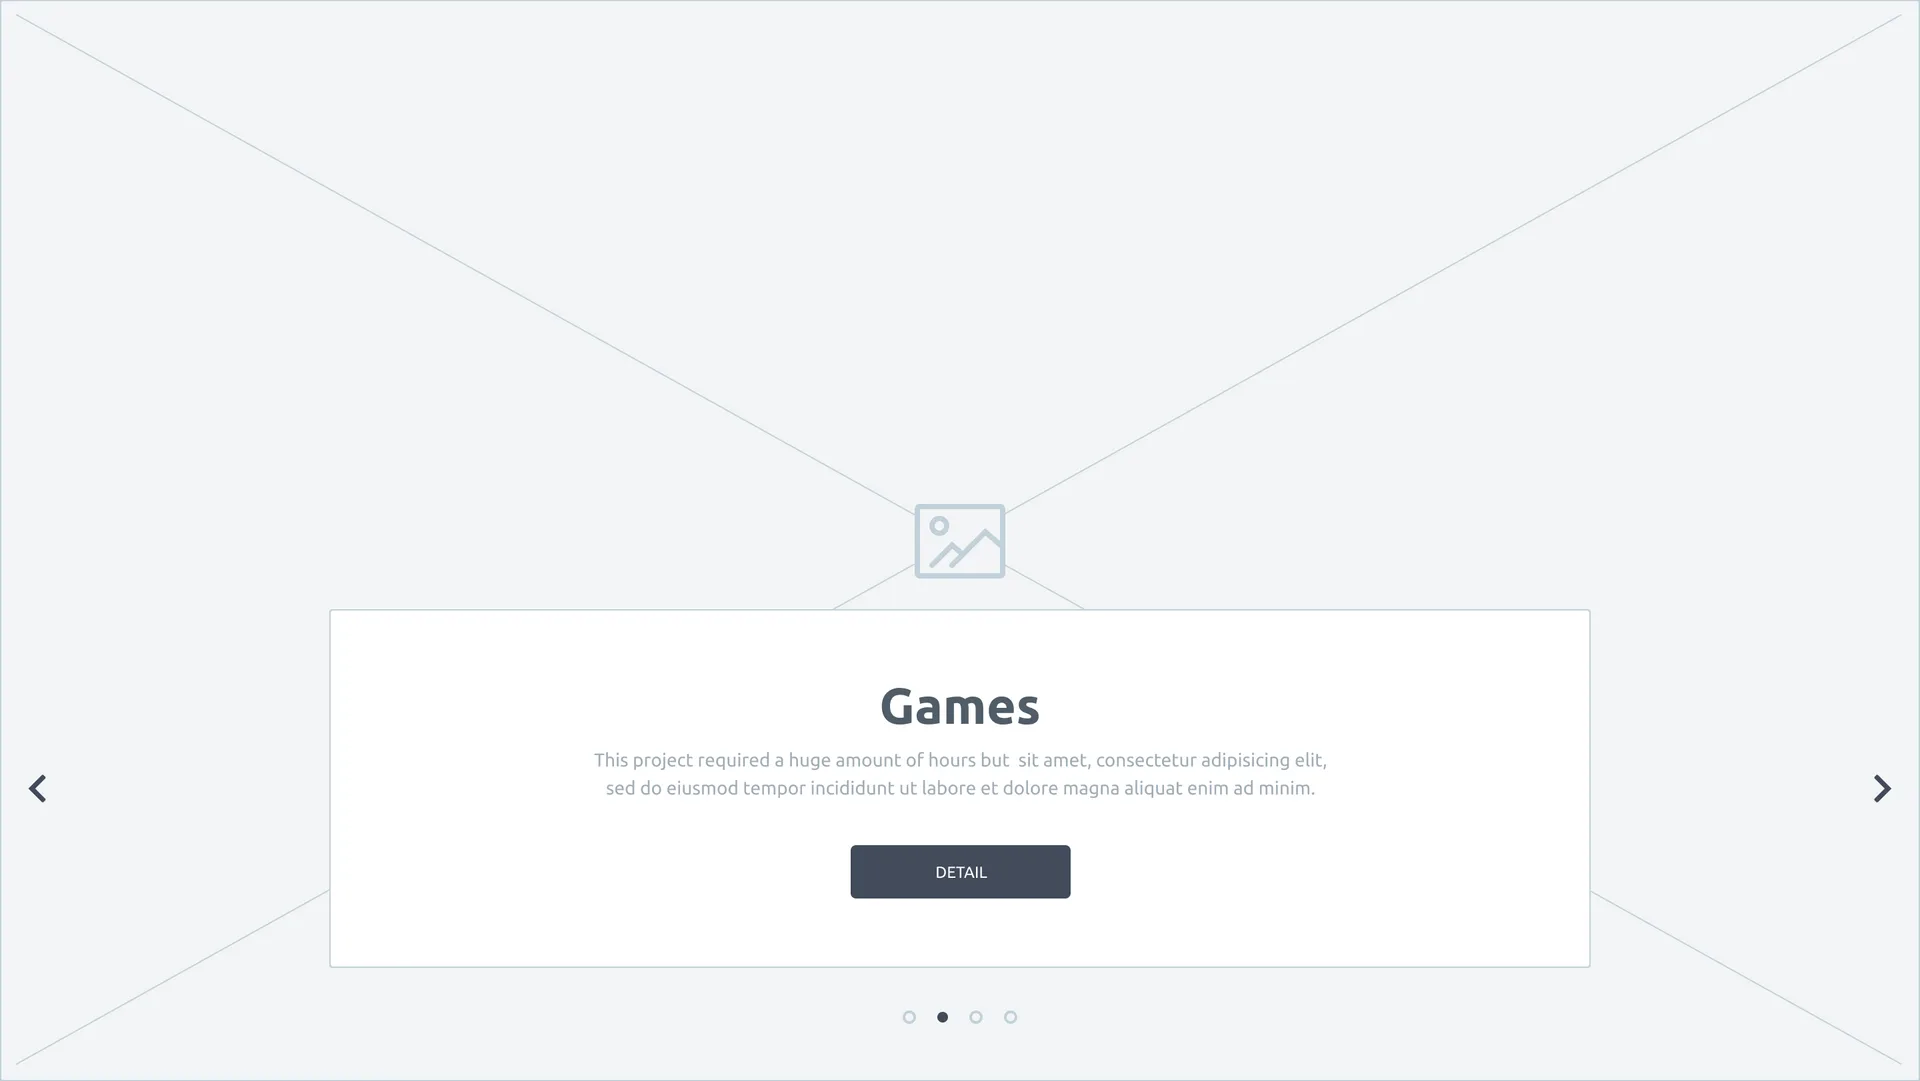 Games
This project required a huge amount of hours but  sit amet, consectetur adipisicing elit,
sed do eiusmod tempor incididunt ut labore et dolore magna aliquat enim ad minim.
DETAIL